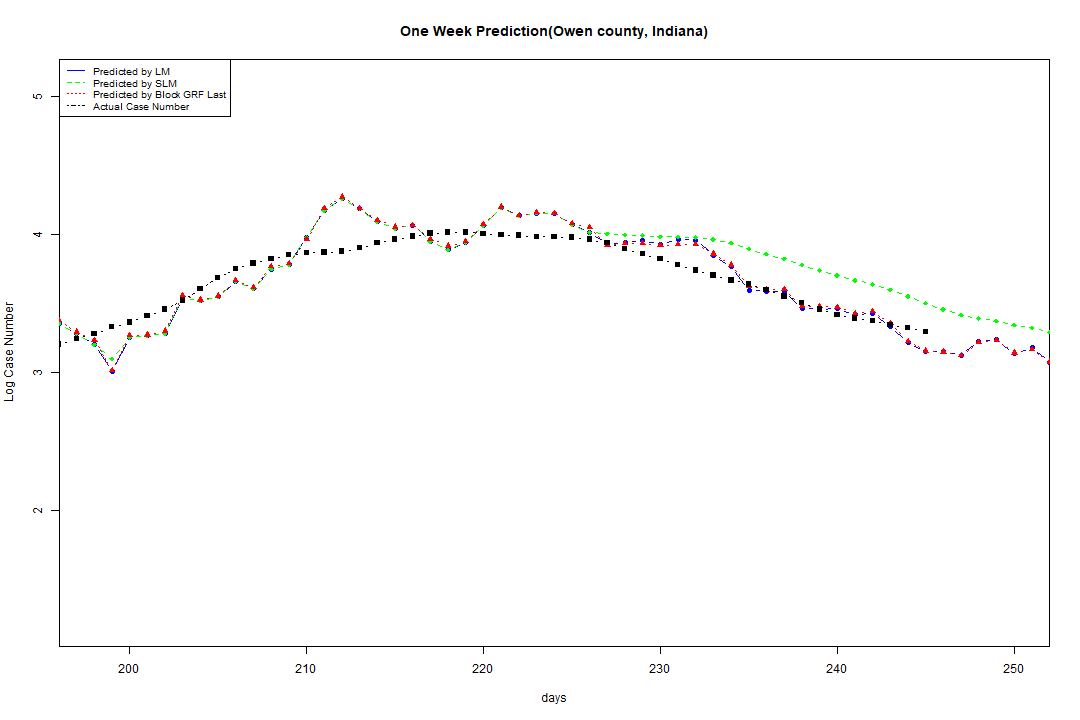 One Week Prediction(Owen county, Indiana)
Predicted by LM
Predicted by SLM
Predicted by Block GRF Last
Actual Case Number
5
4
3
2
Log Case Number
200 210 220 230 240 250
days